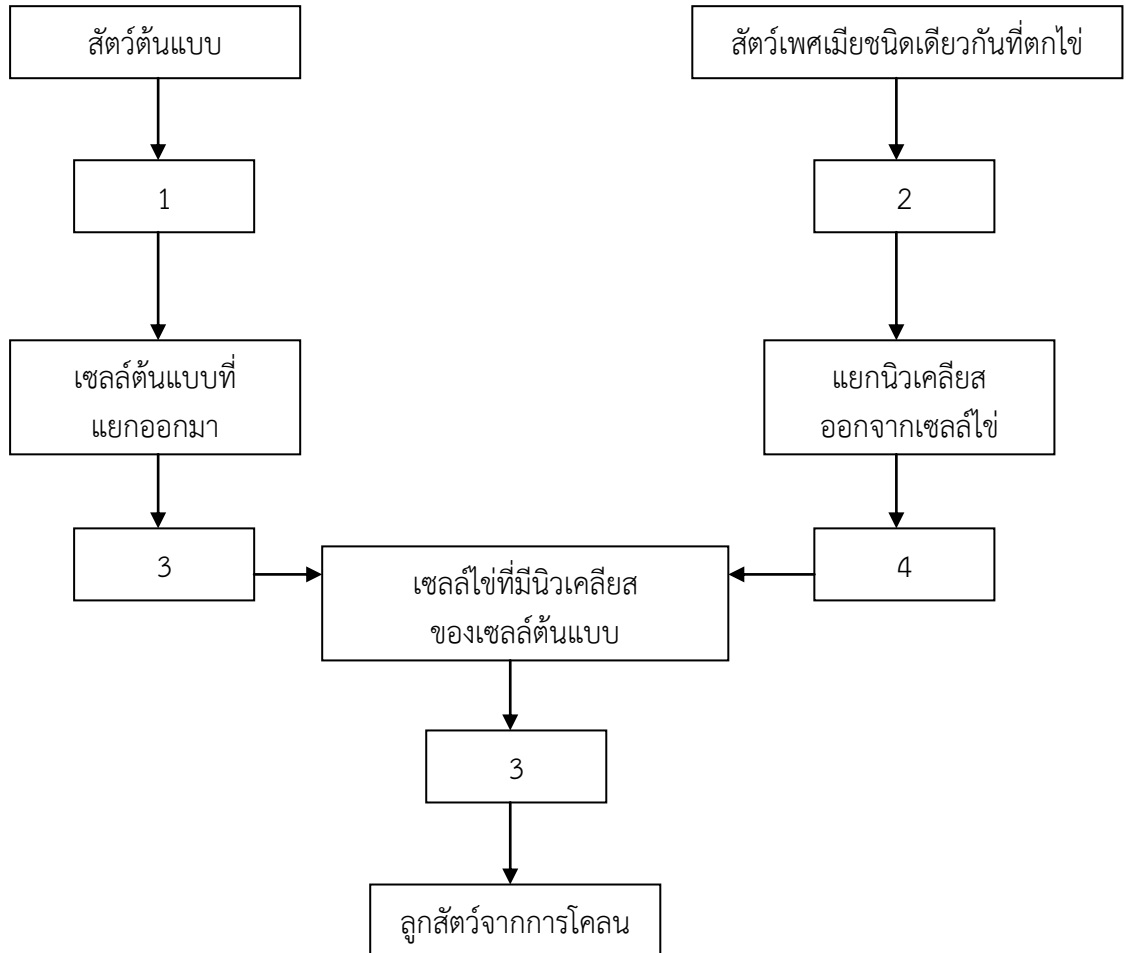 สัตว์ต้นแบบ
สัตว์เพศเมียชนิดเดียวกันที่ตกไข่
1
2
เซลล์ต้นแบบที่
แยกออกมา
แยกนิวเคลียส
ออกจากเซลล์ไข่
3
เซลล์ไข่ที่มีนิวเคลียส
ของเซลล์ต้นแบบ
4
3
ลูกสัตว์จากการโคลน